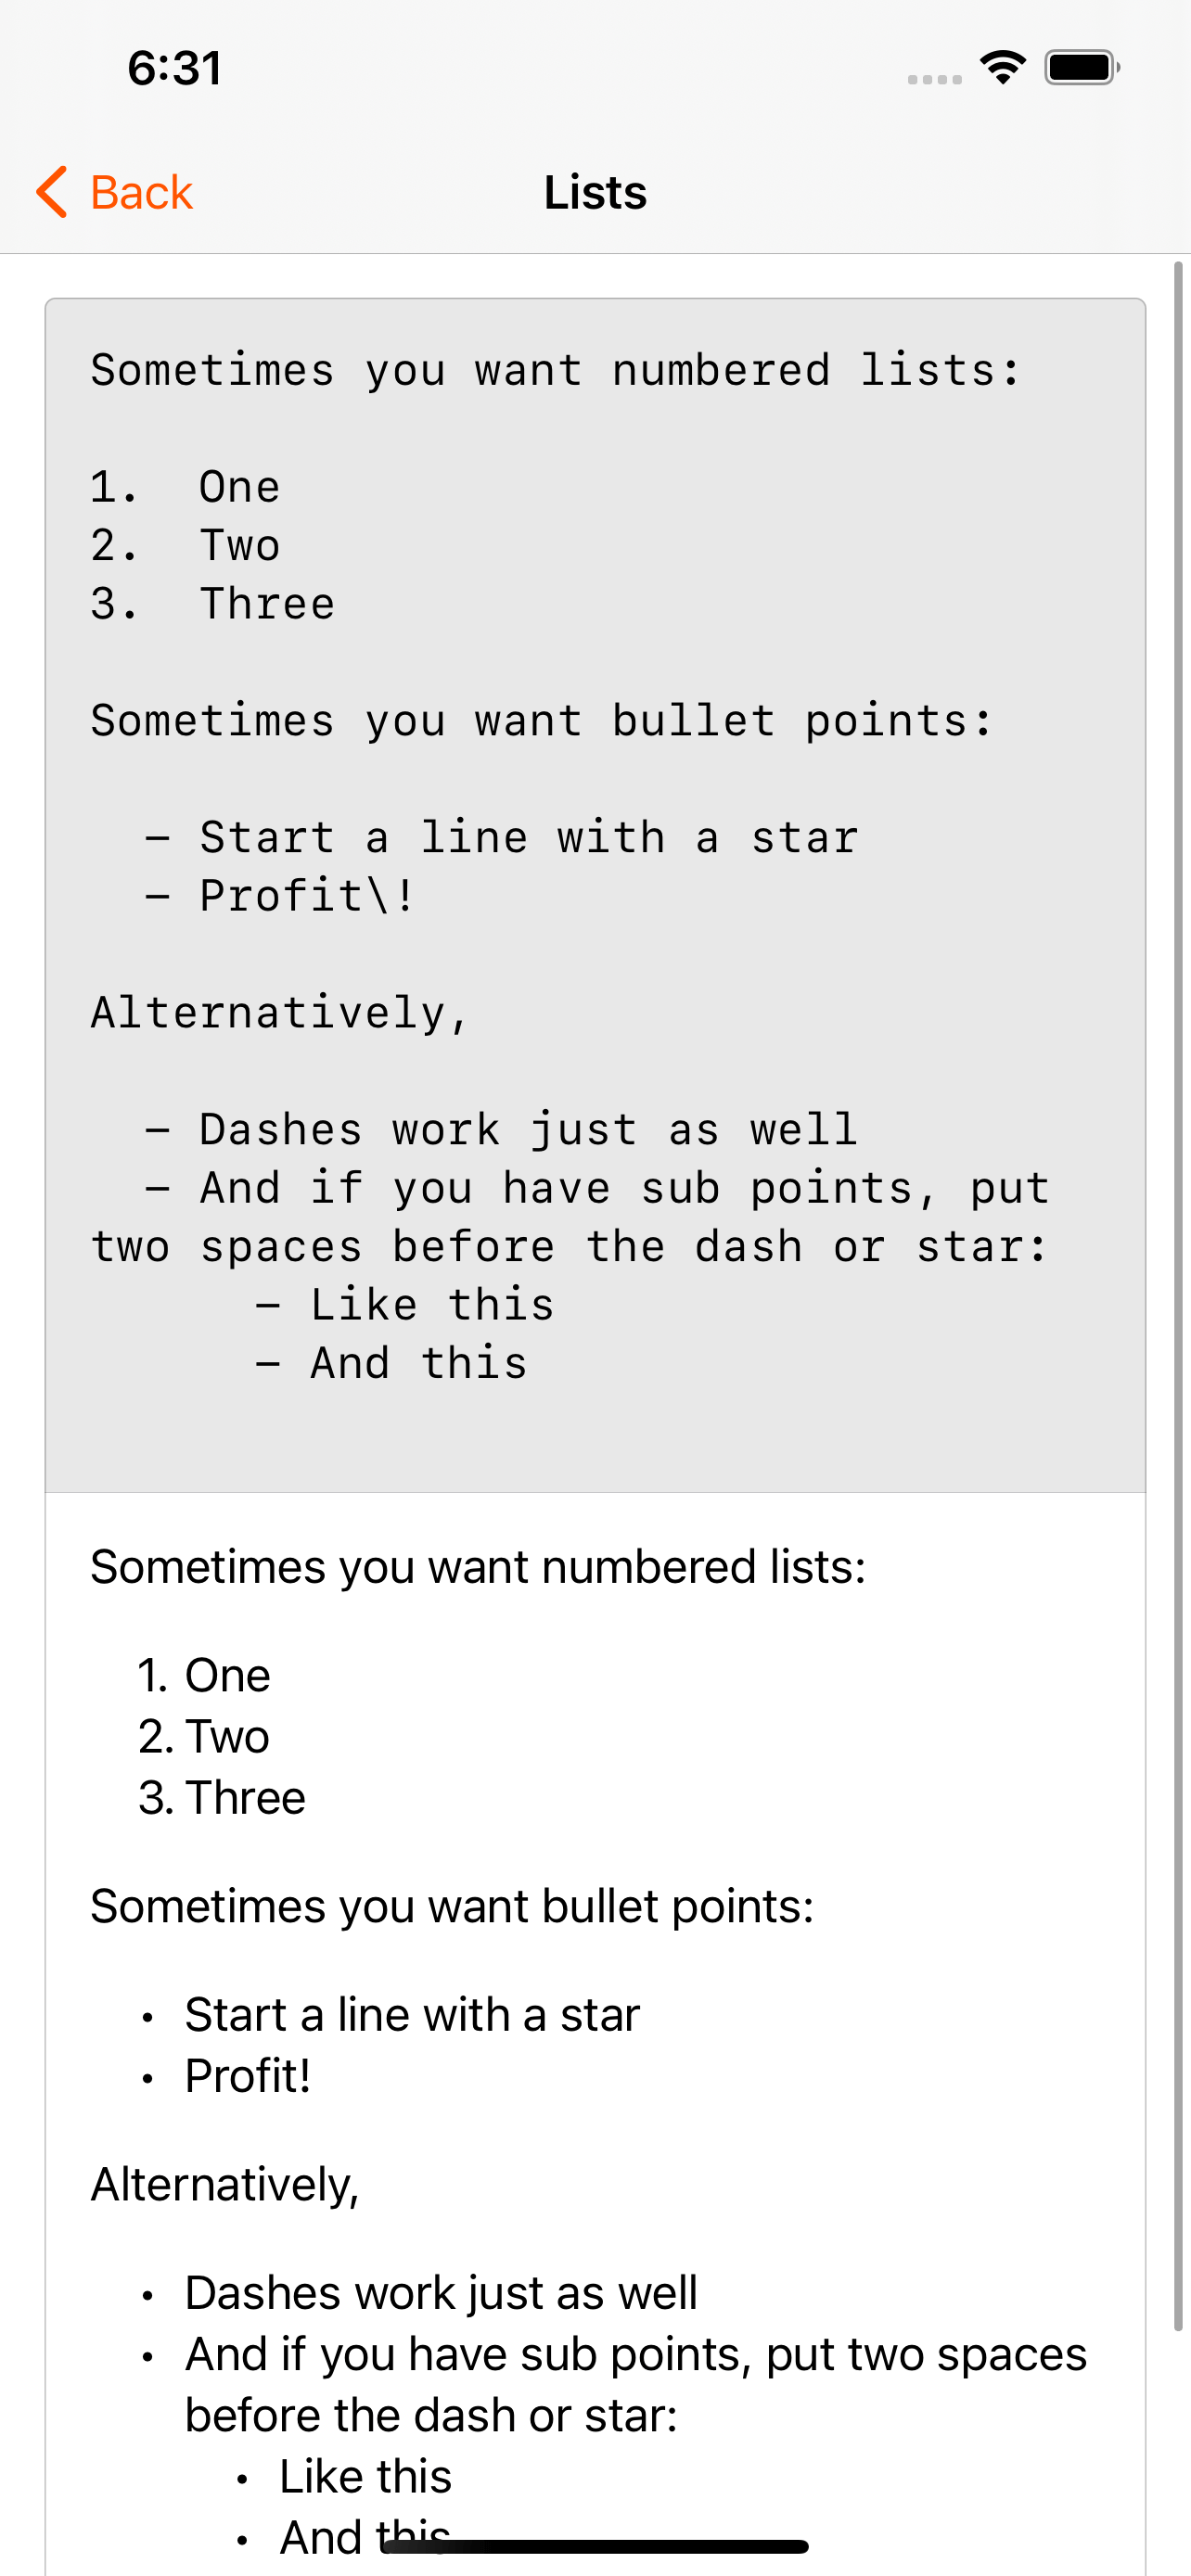 6:31
Back
Lists
Sometimes you want numbered lists:
1.  One
2.  Two
3.  Three
Sometimes you want bullet points:
  - Start a line with a star
  - Profit\!
Alternatively,
  - Dashes work just as well
  - And if you have sub points, put
two spaces before the dash or star:
      - Like this
      - And this
Sometimes you want numbered lists:
1. One
2. Two
3. Three
Sometimes you want bullet points:
• Start a line with a star
• Profit!
Alternatively,
• Dashes work just as well
• And if you have sub points, put two spaces
before the dash or star:
• Like this
• And this